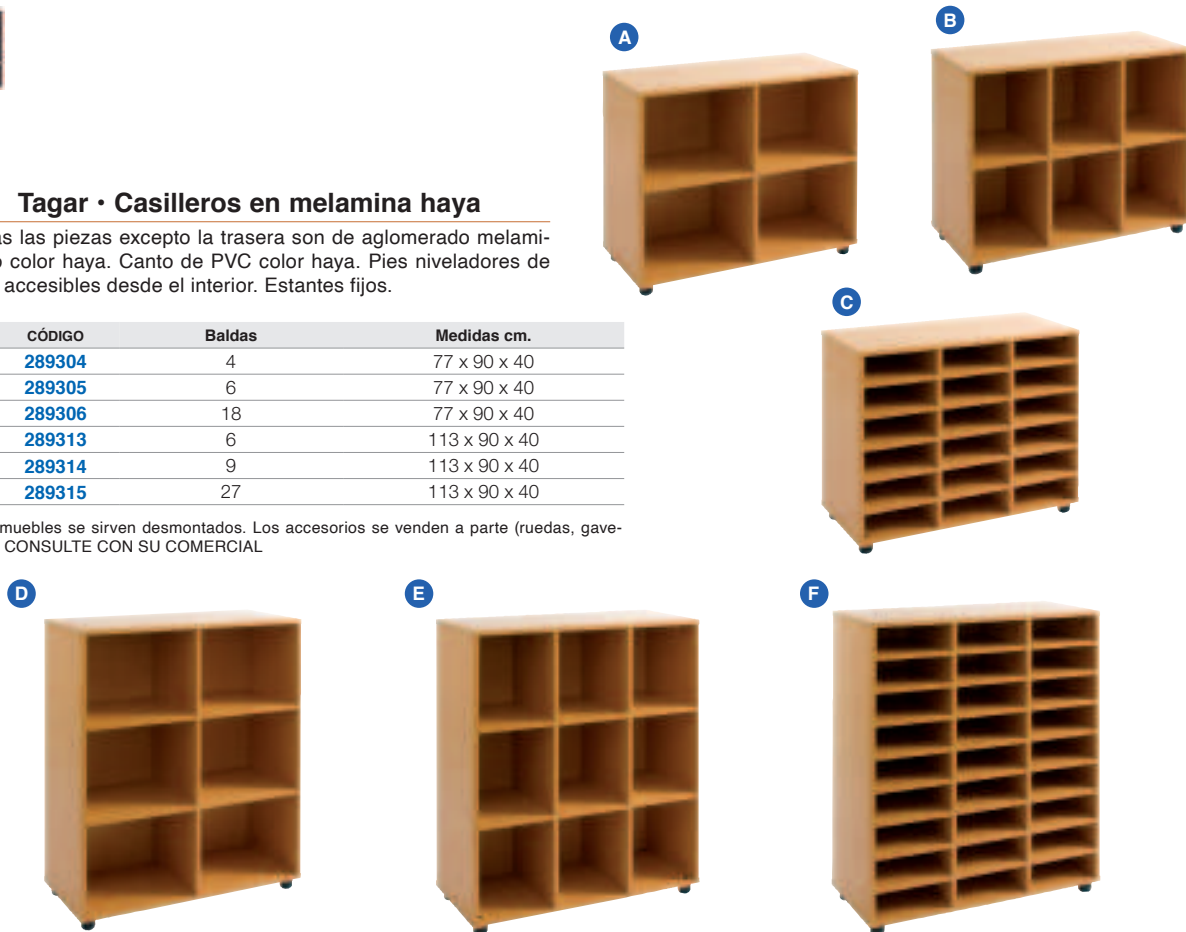 A
B
Tagar · Casilleros en melamina haya
las piezas excepto la trasera son de aglomerado melami-
color haya. Canto de PVC color haya. Pies niveladores de
accesibles desde el interior. Estantes fijos.
C
CÓDIGO Baldas Medidas cm.
289304 4 77 x 90 x 40
289305 6 77 x 90 x 40
289306 18 77 x 90 x 40
289313 6 113 x 90 x 40
289314 9 113 x 90 x 40
289315 27 113 x 90 x 40
muebles se sirven desmontados. Los accesorios se venden a parte (ruedas, gave-
CONSULTE CON SU COMERCIAL
D
E
F